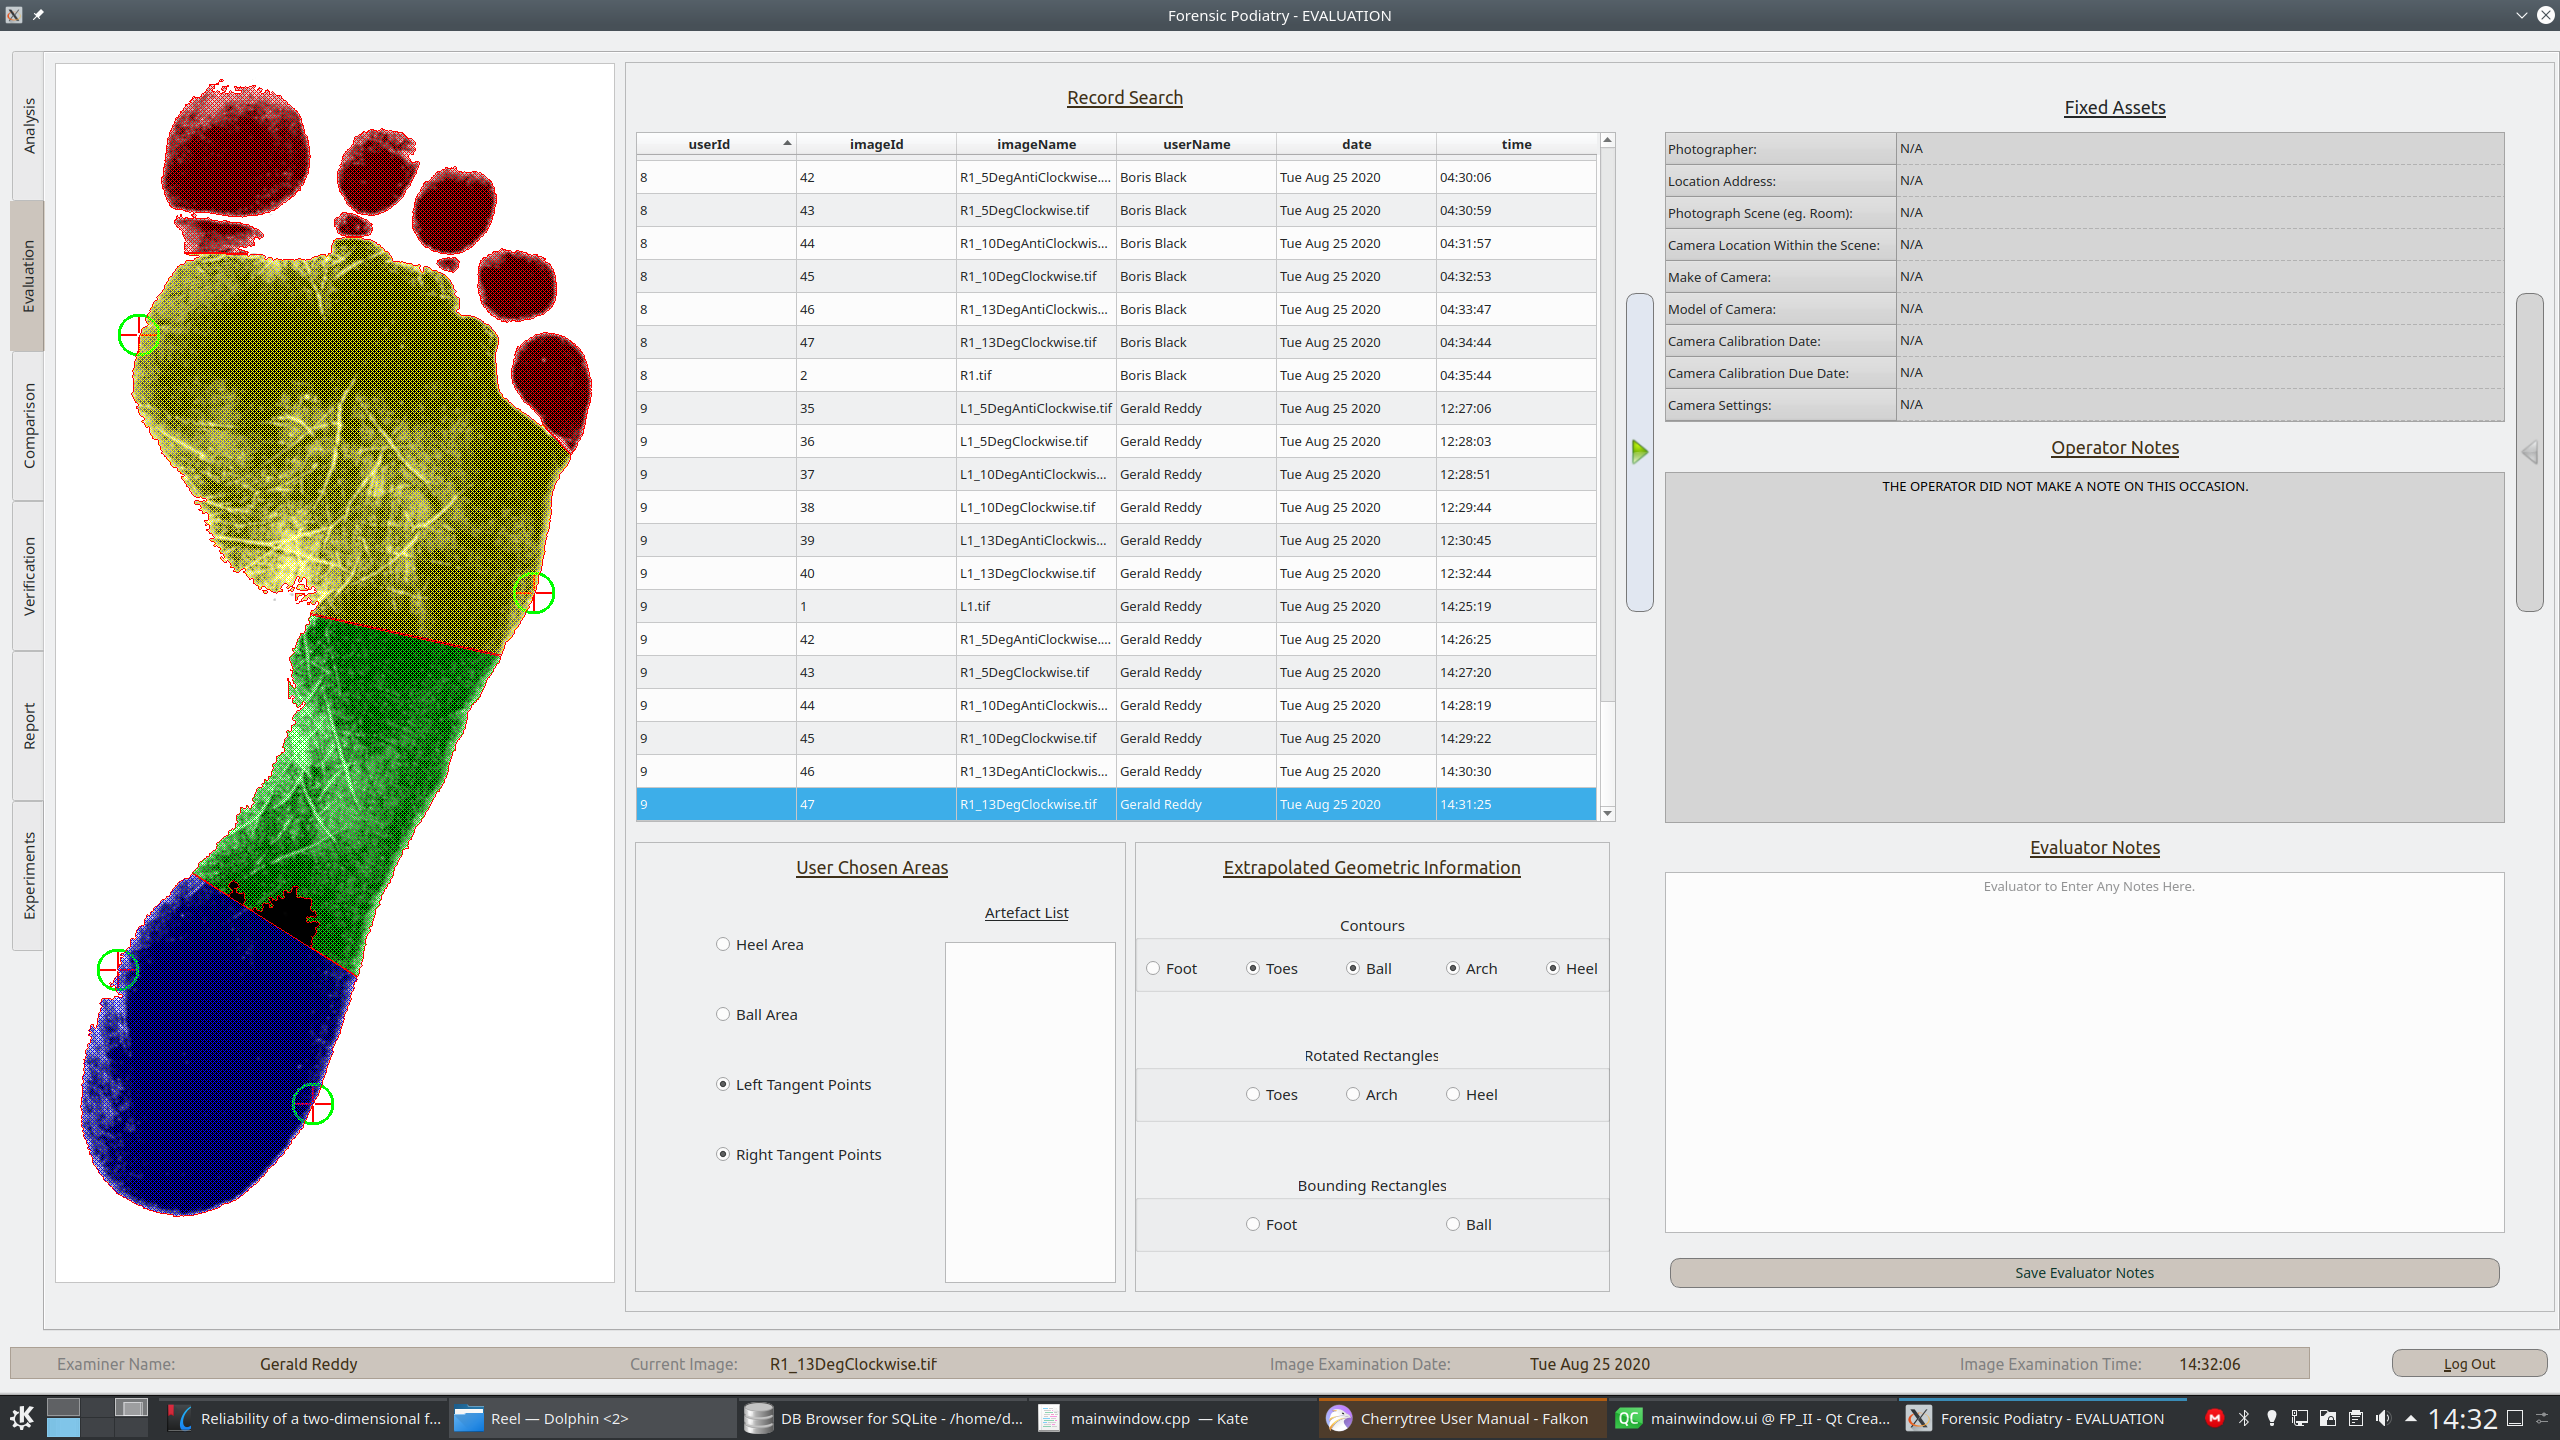 Forensic Podiatry - EVALUATION
Analysis
Evaluation
Comparison
Verification
Report
Experiments
Record Search
userId imageId imageName userName date time
8 42 R1_5DegAntiClockwise.... Boris Black Tue Aug 25 2020 04:30:06
8 43 R1_5DegClockwise.tif Boris Black Tue Aug 25 2020 04:30:59
8 44 R1_10DegAntiClockwis... Boris Black Tue Aug 25 2020 04:31:57
8 45 R1_10DegClockwise.tif Boris Black Tue Aug 25 2020 04:32:53
8 46 R1_13DegAntiClockwis... Boris Black Tue Aug 25 2020 04:33:47
8 47 R1_13DegClockwise.tif Boris Black Tue Aug 25 2020 04:34:44
8 2 R1.tif Boris Black Tue Aug 25 2020 04:35:44
9 35 L1_5DegAntiClockwise.tif Gerald Reddy Tue Aug 25 2020 12:27:06
9 36 L1_5DegClockwise.tif Gerald Reddy Tue Aug 25 2020 12:28:03
9 37 L1_10DegAntiClockwis... Gerald Reddy Tue Aug 25 2020 12:28:51
9 38 L1_10DegClockwise.tif Gerald Reddy Tue Aug 25 2020 12:29:44
9 39 L1_13DegAntiClockwis... Gerald Reddy Tue Aug 25 2020 12:30:45
9 40 L1_13DegClockwise.tif Gerald Reddy Tue Aug 25 2020 12:32:44
9 1 L1.tif Gerald Reddy Tue Aug 25 2020 14:25:19
9 42 R1_5DegAntiClockwise.... Gerald Reddy Tue Aug 25 2020 14:26:25
9 43 R1_5DegClockwise.tif Gerald Reddy Tue Aug 25 2020 14:27:20
9 44 R1_10DegAntiClockwis... Gerald Reddy Tue Aug 25 2020 14:28:19
9 45 R1_10DegClockwise.tif Gerald Reddy Tue Aug 25 2020 14:29:22
9 46 R1_13DegAntiClockwis... Gerald Reddy Tue Aug 25 2020 14:30:30
9 47 R1_13DegClockwise.tif Gerald Reddy Tue Aug 25 2020 14:31:25
User Chosen Areas
Artefact List
Heel Area
Ball Area
Left Tangent Points
Right Tangent Points
Extrapolated Geometric Information
Contours
Foot Toes Ball Arch Heel
Rotated Rectangles
Toes Arch Heel
Bounding Rectangles
Foot Ball
Fixed Assets
Photographer: N/A
Location Address: N/A
Photograph Scene (eg. Room): N/A
Camera Location Within the Scene: N/A
Make of Camera: N/A
Model of Camera: N/A
Camera Calibration Date: N/A
Camera Calibration Due Date: N/A
Camera Settings: N/A
Operator Notes
THE OPERATOR DID NOT MAKE A NOTE ON THIS OCCASION.
Evaluator Notes
Evaluator to Enter Any Notes Here.
Save Evaluator Notes
Examiner Name: Gerald Reddy Current Image: R1_13DegClockwise.tif Image Examination Date: Tue Aug 25 2020 Image Examination Time: 14:32:06 Log Out
Reliability of a two-dimensional f... Reel — Dolphin <2> DB Browser for SQLite - /home/d... mainwindow.cpp — Kate Cherrytree User Manual - Falkon QC mainwindow.ui @ FP_II - Qt Crea... Forensic Podiatry - EVALUATION 14:32